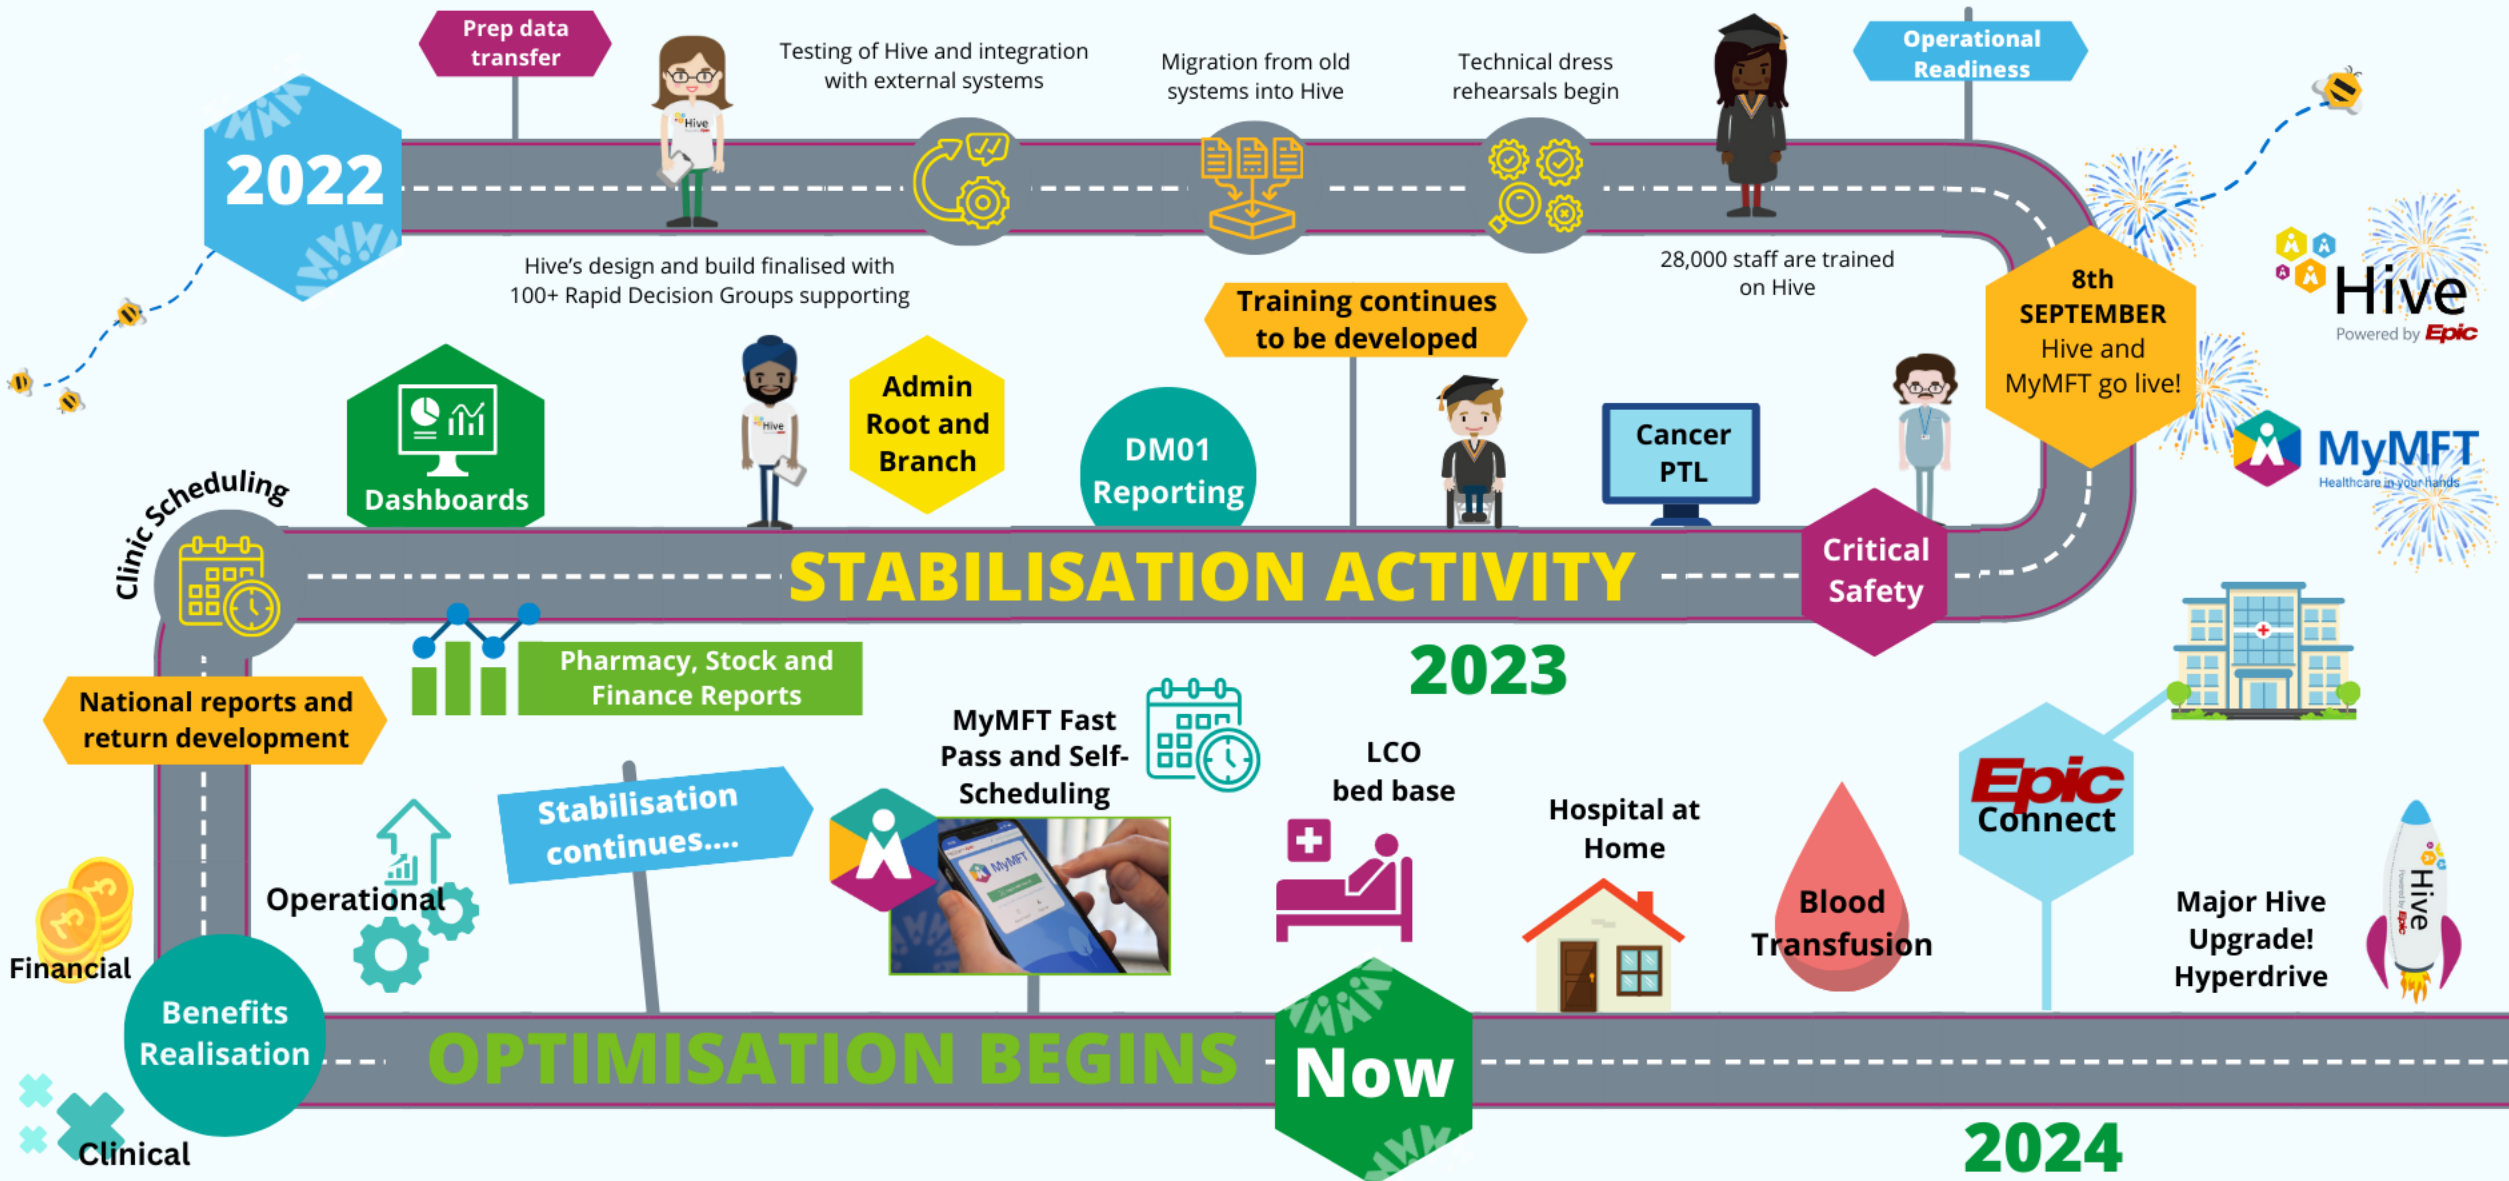 Prep data
transfer
Testing of Hive and integration
with external systems
Migration from old
systems into Hive
Technical dress
rehearsals begin
Operational
Readiness
2022
Hive
Hive's design and build finalised with
100+ Rapid Decision Groups supporting
28,000 staff are trained
on Hive
8th
SEPTEMBER
Hive and
MyMFT go live!
Hive
Powered by Epic
MyMFT
Healthcare in your hands
Training continues
to be developed
Cancer
PTL
Critical
Safety
DM01
Reporting
Admin
Root and
Branch
Hive
Dashboards
Clinic Scheduling
STABILISATION ACTIVITY
2023
Pharmacy, Stock and
Finance Reports
National reports and
return development
Financial
Operational
Benefits
Realisation
Clinical
Stabilisation
continues....
OPTIMISATION BEGINS
MyMFT Fast
Pass and Self-
Scheduling
MyMFT
LCO
bed base
Now
Hospital at
Home
Blood
Transfusion
Epic
Connect
Major Hive
Upgrade!
Hyperdrive
Hive
Powered by Epic
2024